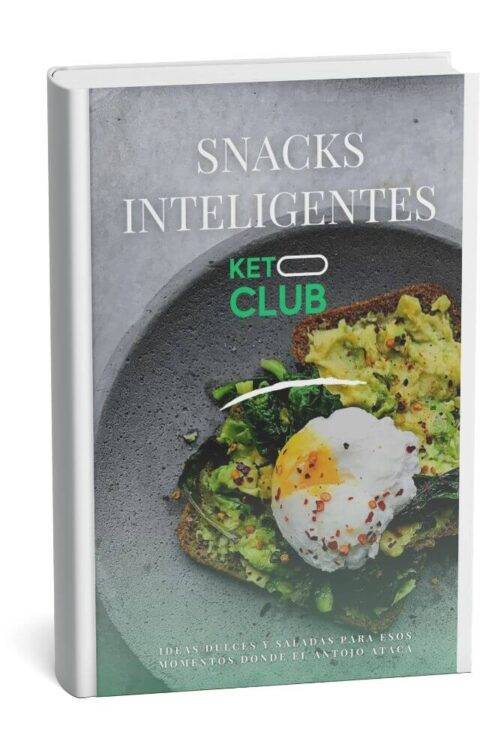 SNACKS
INTELIGENTES
KETO
CLUB
IDEAS DULCES Y SALADAS PARA ESOS
MOMENTOS DONDE EL ANTOJO ATACA